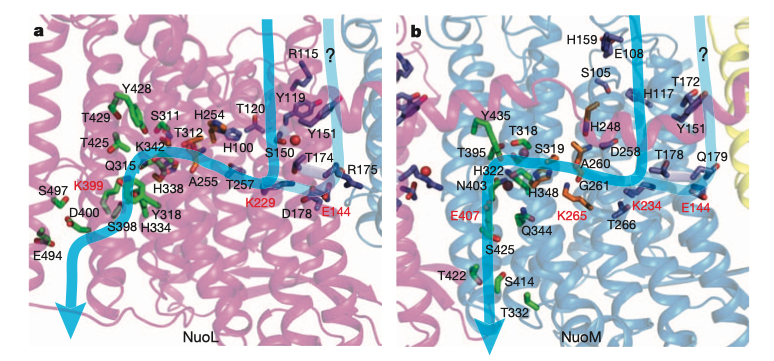 a
R115
?
Y428
T429
S311
H254
T120
Y119
T425
K342
T312
H100
Y151
S150
Q315
T174
K399
H338
A255
T257
R175
S497
D400
Y318
K229
D178
E144
S398
H334
E494
NuoL
b
H159
E108
?
S105
T172
H117
Y435
T318
H248
Y151
T395
S319
D258
H322
A260
T178
Q179
N403
H348
G261
E407
K265
K234
E144
Q344
T266
S425
T422
S414
T332
NuoM